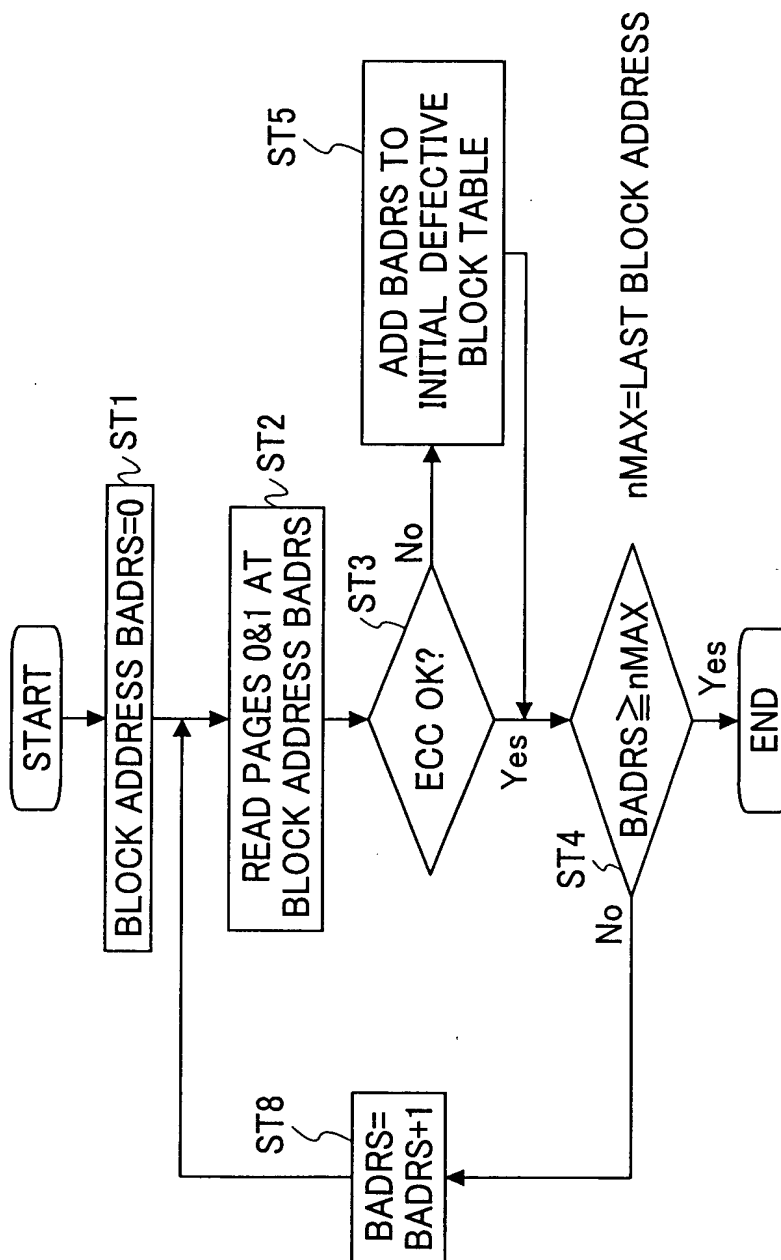 START
BLOCK ADDRESS BADRS=0
ST1
READ PAGES 0&1 AT
BLOCK ADDRESS BADRS
ST2
ECC OK?
ST3
No
Yes
ADD BADRS TO
INITIAL DEFECTIVE
BLOCK TABLE
ST5
BADRS≧nMAX
ST4
No
Yes
nMAX=LAST BLOCK ADDRESS
BADRS=
BADRS+1
ST8
END